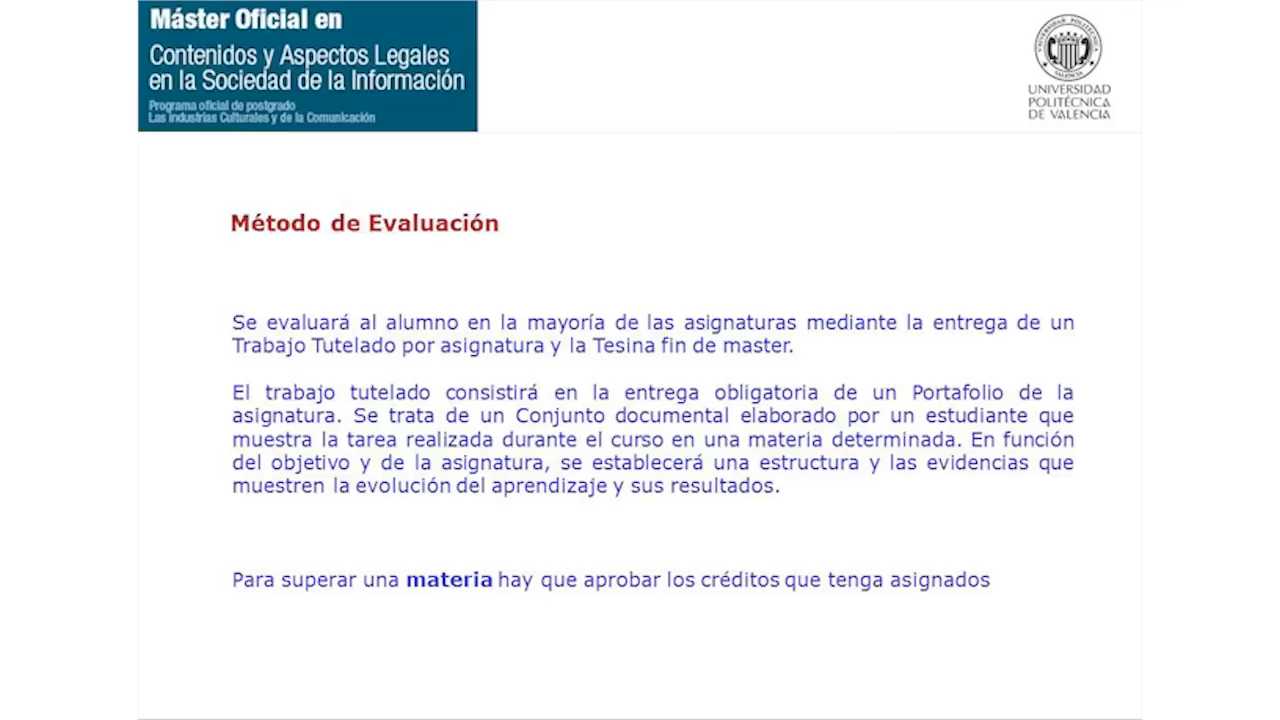 Máster Oficial en
Contenidos y Aspectos Legales
en la Sociedad de la Información
Programa oficial de postgrado
Las Industrias Culturales y de la Comunicación
UNIVERSIDAD
POLITÉCNICA
DE VALENCIA
Método de Evaluación
Se evaluará al alumno en la mayoría de las asignaturas mediante la entrega de un
Trabajo Tutelado por asignatura y la Tesina fin de master.
El trabajo tutelado consistirá en la entrega obligatoria de un Portafolio de la
asignatura. Se trata de un Conjunto documental elaborado por un estudiante que
muestra la tarea realizada durante el curso en una materia determinada. En función
del objetivo y de la asignatura, se establecerá una estructura y las evidencias que
muestren la evolución del aprendizaje y sus resultados.
Para superar una materia hay que aprobar los créditos que tenga asignados